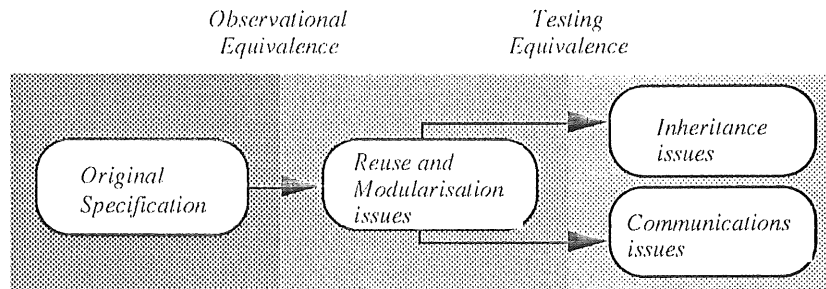 Observational
Equivalence
Testing
Equivalence
Original
Specification
Reuse and
Modularisation
issues
Inheritance
issues
Communications
issues